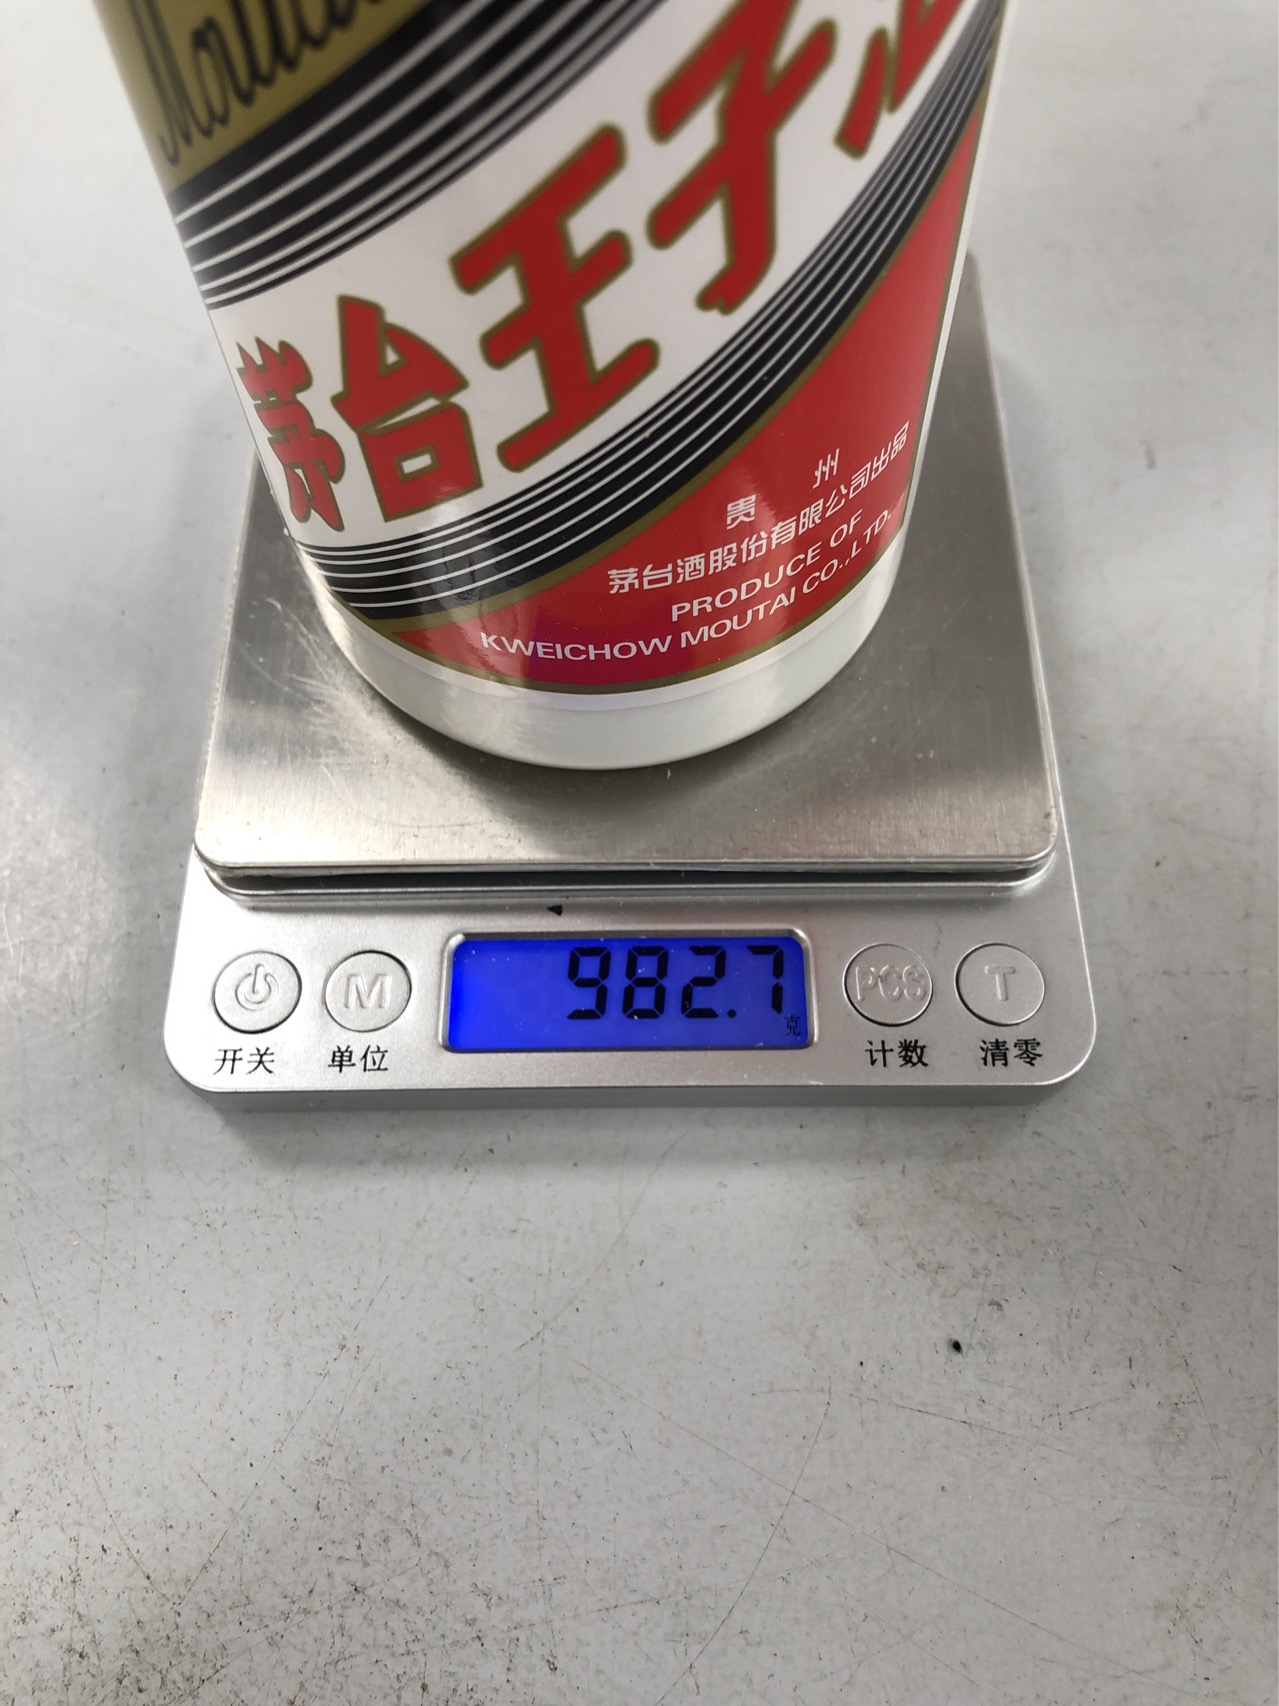 Moutai
茅台王子
贵 州
茅台酒股份有限公司出品
PRODUCE OF
KWEICHOW MOUTAI CO.,LTD.
982.7
克
M
PCS
T
开关
单位
计数
清零